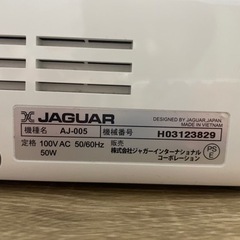 JAGUAR
DESIGNED BY JAGUAR, JAPAN
MADE IN VIETNAM
機種名 AJ-005 機械番号 H03123829
定格 100V AC 50/60Hz 販売 株式会社ジャガーインターナショナル
50W コーポレーション
PS
E